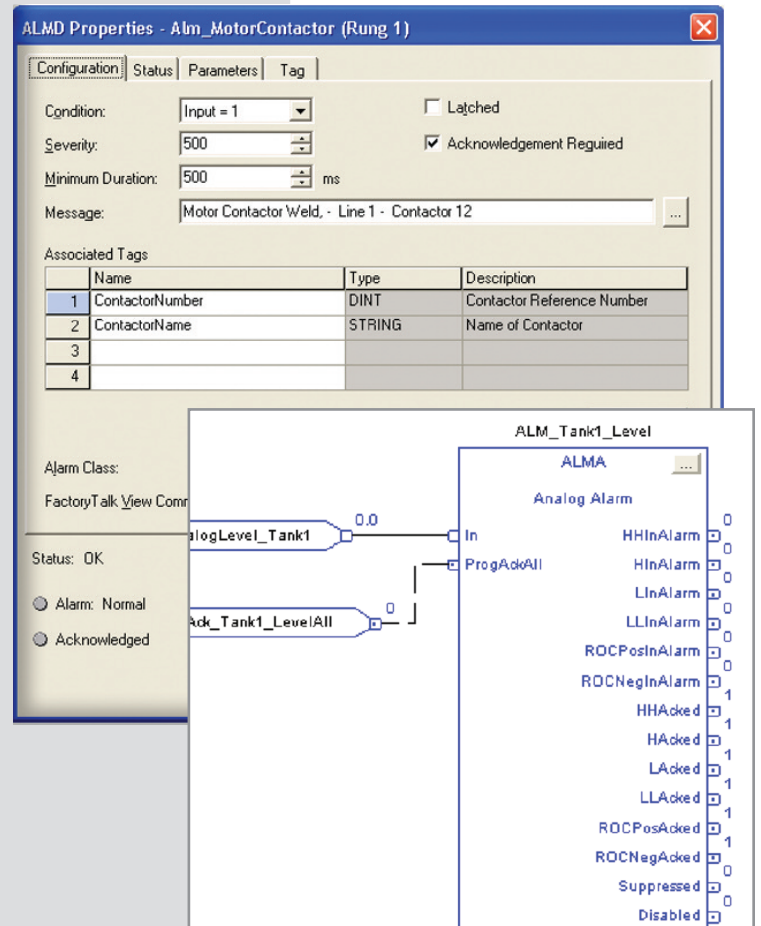 ALMD Properties - Alm_MotorContactor (Rung 1)
Configuration Status Parameters Tag
Condition: Input = 1 Latched
Severity: 500 Acknowledgement Required
Minimum Duration: 500 ms
Message: Motor Contactor Weld, - Line 1 - Contactor 12 ...
Associated Tags
Name Type Description
1 ContactorNumber DINT Contactor Reference Number
2 ContactorName STRING Name of Contactor
3
4
Alarm Class:
FactoryTalk View Comm
Status: OK
Alarm: Normal
Acknowledged
ALM_Tank1_Level
ALMA ...
Analog Alarm
alogLevel_Tank1 0.0 In HHInAlarm 0
ProgAckAll HInAlarm 0
LInAlarm 0
Ack_Tank1_LevelAll 0 LLInAlarm 0
ROCPosInAlarm 0
ROCNegInAlarm 0
HHAcked 1
HAcked 1
LAcked 1
LLAcked 1
ROCPosAcked 1
ROCNegAcked 1
Suppressed 0
Disabled 0